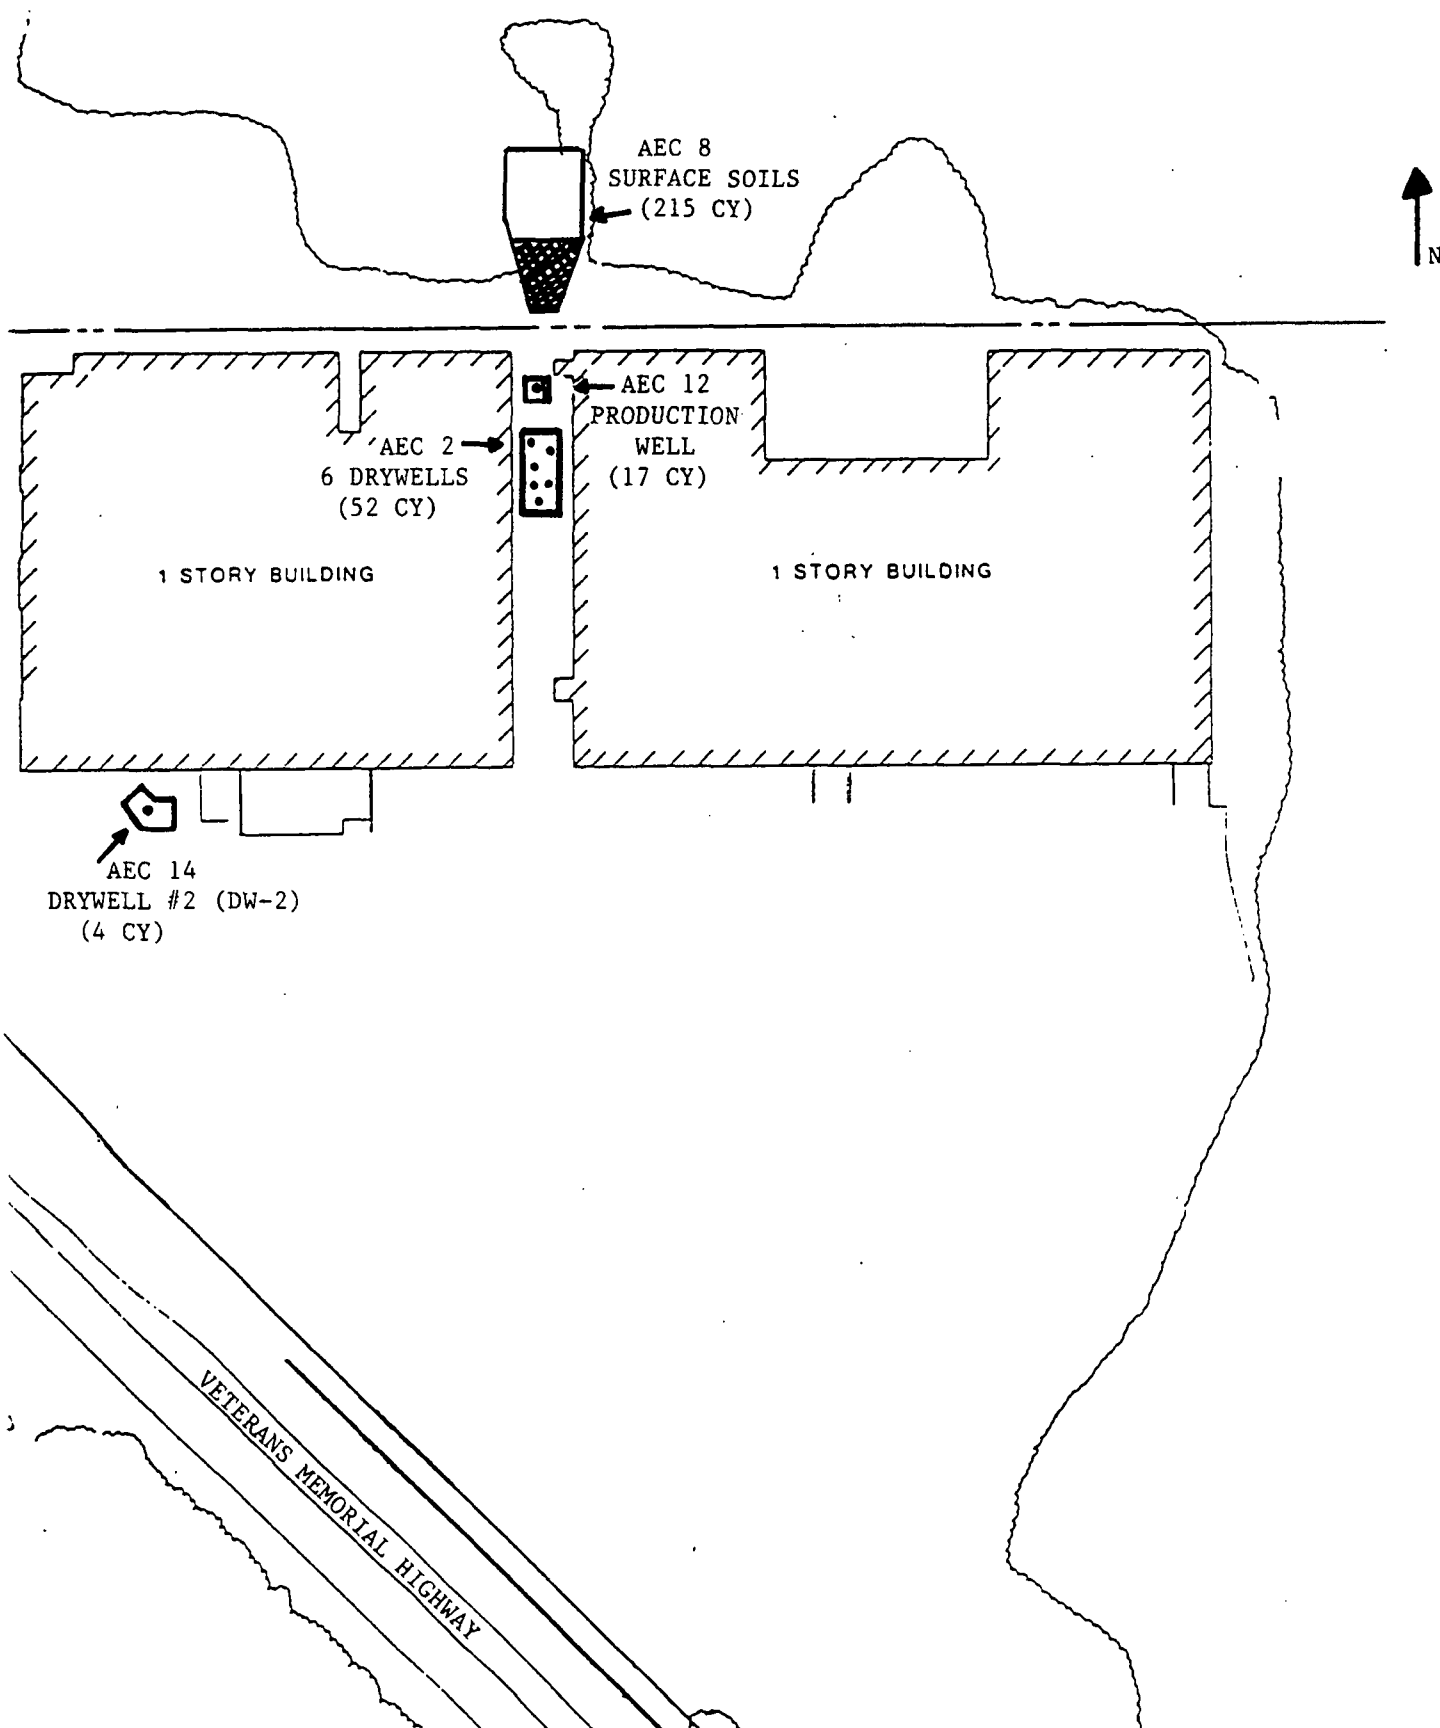 AEC 8
SURFACE SOILS
(215 CY)
N
AEC 12
PRODUCTION
WELL
(17 CY)
AEC 2
6 DRYWELLS
(52 CY)
1 STORY BUILDING
1 STORY BUILDING
AEC 14
DRYWELL #2 (DW-2)
(4 CY)
VETERANS MEMORIAL HIGHWAY